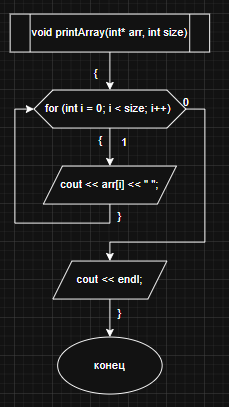 void printArray(int* arr, int size)
{
for (int i = 0; i < size; i++)
0
{
1
cout << arr[i] << " ";
}
cout << endl;
}
конец